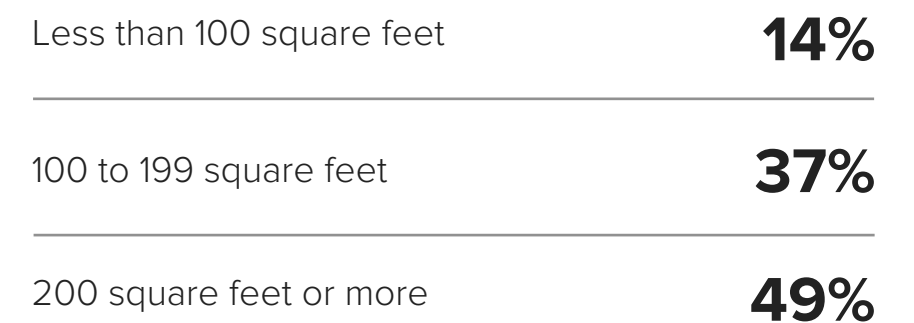 Less than 100 square feet 14%
100 to 199 square feet 37%
200 square feet or more 49%